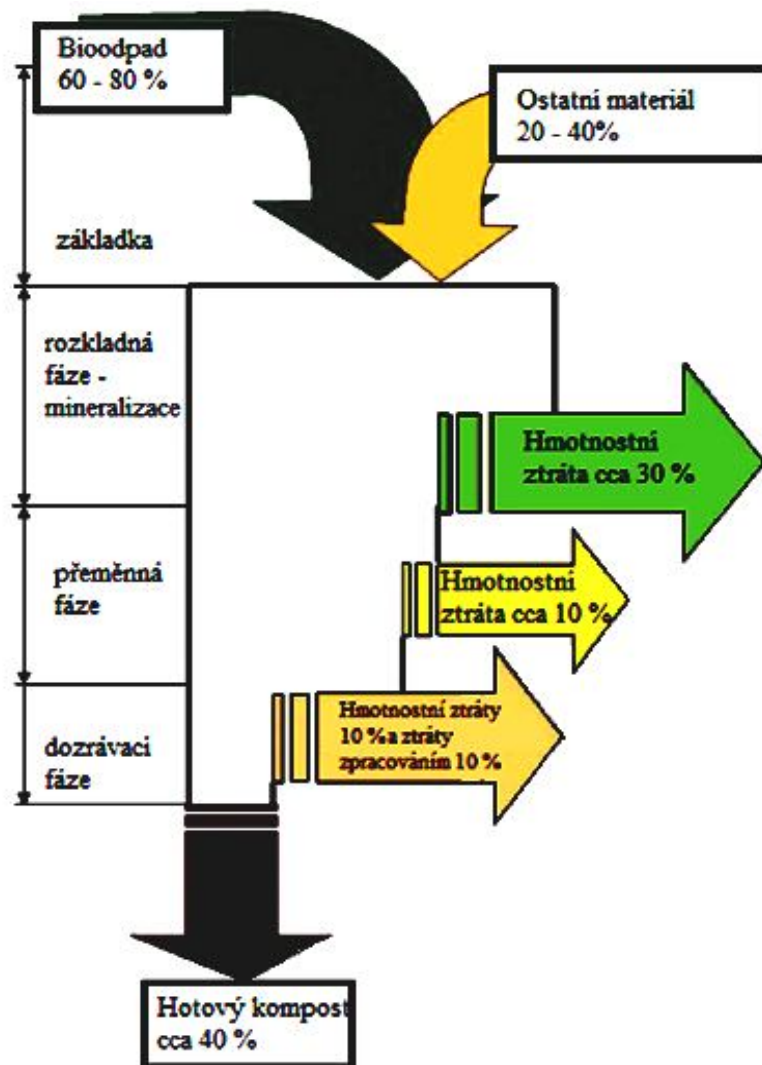 Bioodpad
60 - 80 %
Ostatní materiál
20 - 40%
základka
rozkladná
fáze -
mineralizace
Hmotnostní
ztráta cca 30 %
přeměnná
fáze
Hmotnostní
ztráta cca 10 %
dozrávací
fáze
Hmotnostní ztráty
10 % a ztráty
zpracováním 10 %
Hotový kompost
cca 40 %